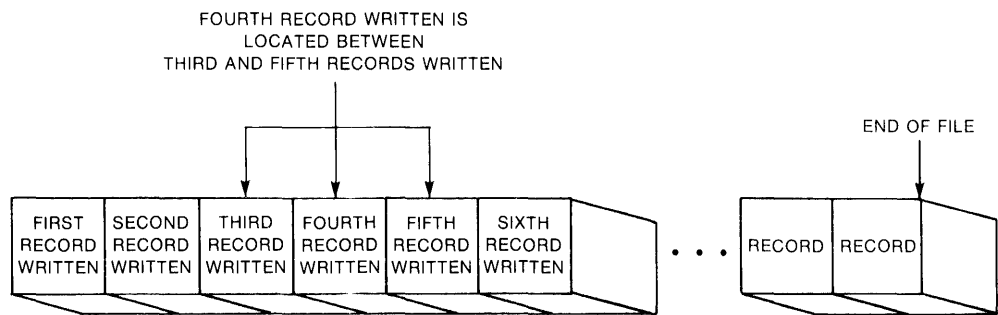 FOURTH RECORD WRITTEN IS
LOCATED BETWEEN
THIRD AND FIFTH RECORDS WRITTEN
END OF FILE
FIRST
RECORD
WRITTEN
SECOND
RECORD
WRITTEN
THIRD
RECORD
WRITTEN
FOURTH
RECORD
WRITTEN
FIFTH
RECORD
WRITTEN
SIXTH
RECORD
WRITTEN
• • •
RECORD
RECORD